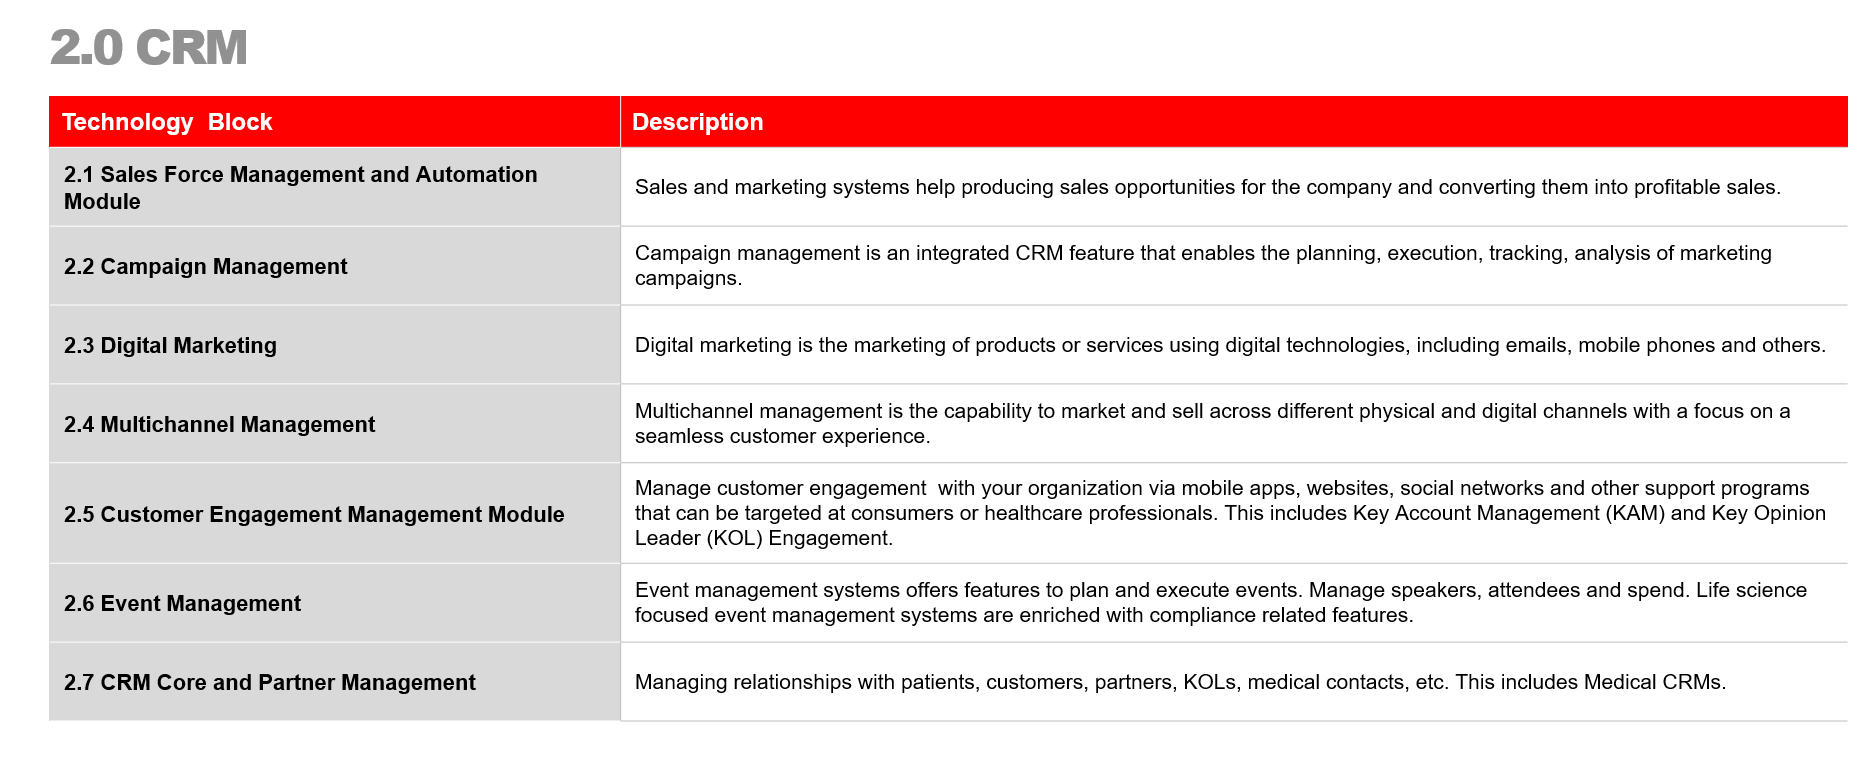 2.0 CRM
Technology  Block
Description
2.1 Sales Force Management and Automation
Module
Sales and marketing systems help producing sales opportunities for the company and converting them into profitable sales.
2.2 Campaign Management
Campaign management is an integrated CRM feature that enables the planning, execution, tracking, analysis of marketing
campaigns.
2.3 Digital Marketing
Digital marketing is the marketing of products or services using digital technologies, including emails, mobile phones and others.
2.4 Multichannel Management
Multichannel management is the capability to market and sell across different physical and digital channels with a focus on a
seamless customer experience.
2.5 Customer Engagement Management Module
Manage customer engagement  with your organization via mobile apps, websites, social networks and other support programs
that can be targeted at consumers or healthcare professionals. This includes Key Account Management (KAM) and Key Opinion
Leader (KOL) Engagement.
2.6 Event Management
Event management systems offers features to plan and execute events. Manage speakers, attendees and spend. Life science
focused event management systems are enriched with compliance related features.
2.7 CRM Core and Partner Management
Managing relationships with patients, customers, partners, KOLs, medical contacts, etc. This includes Medical CRMs.